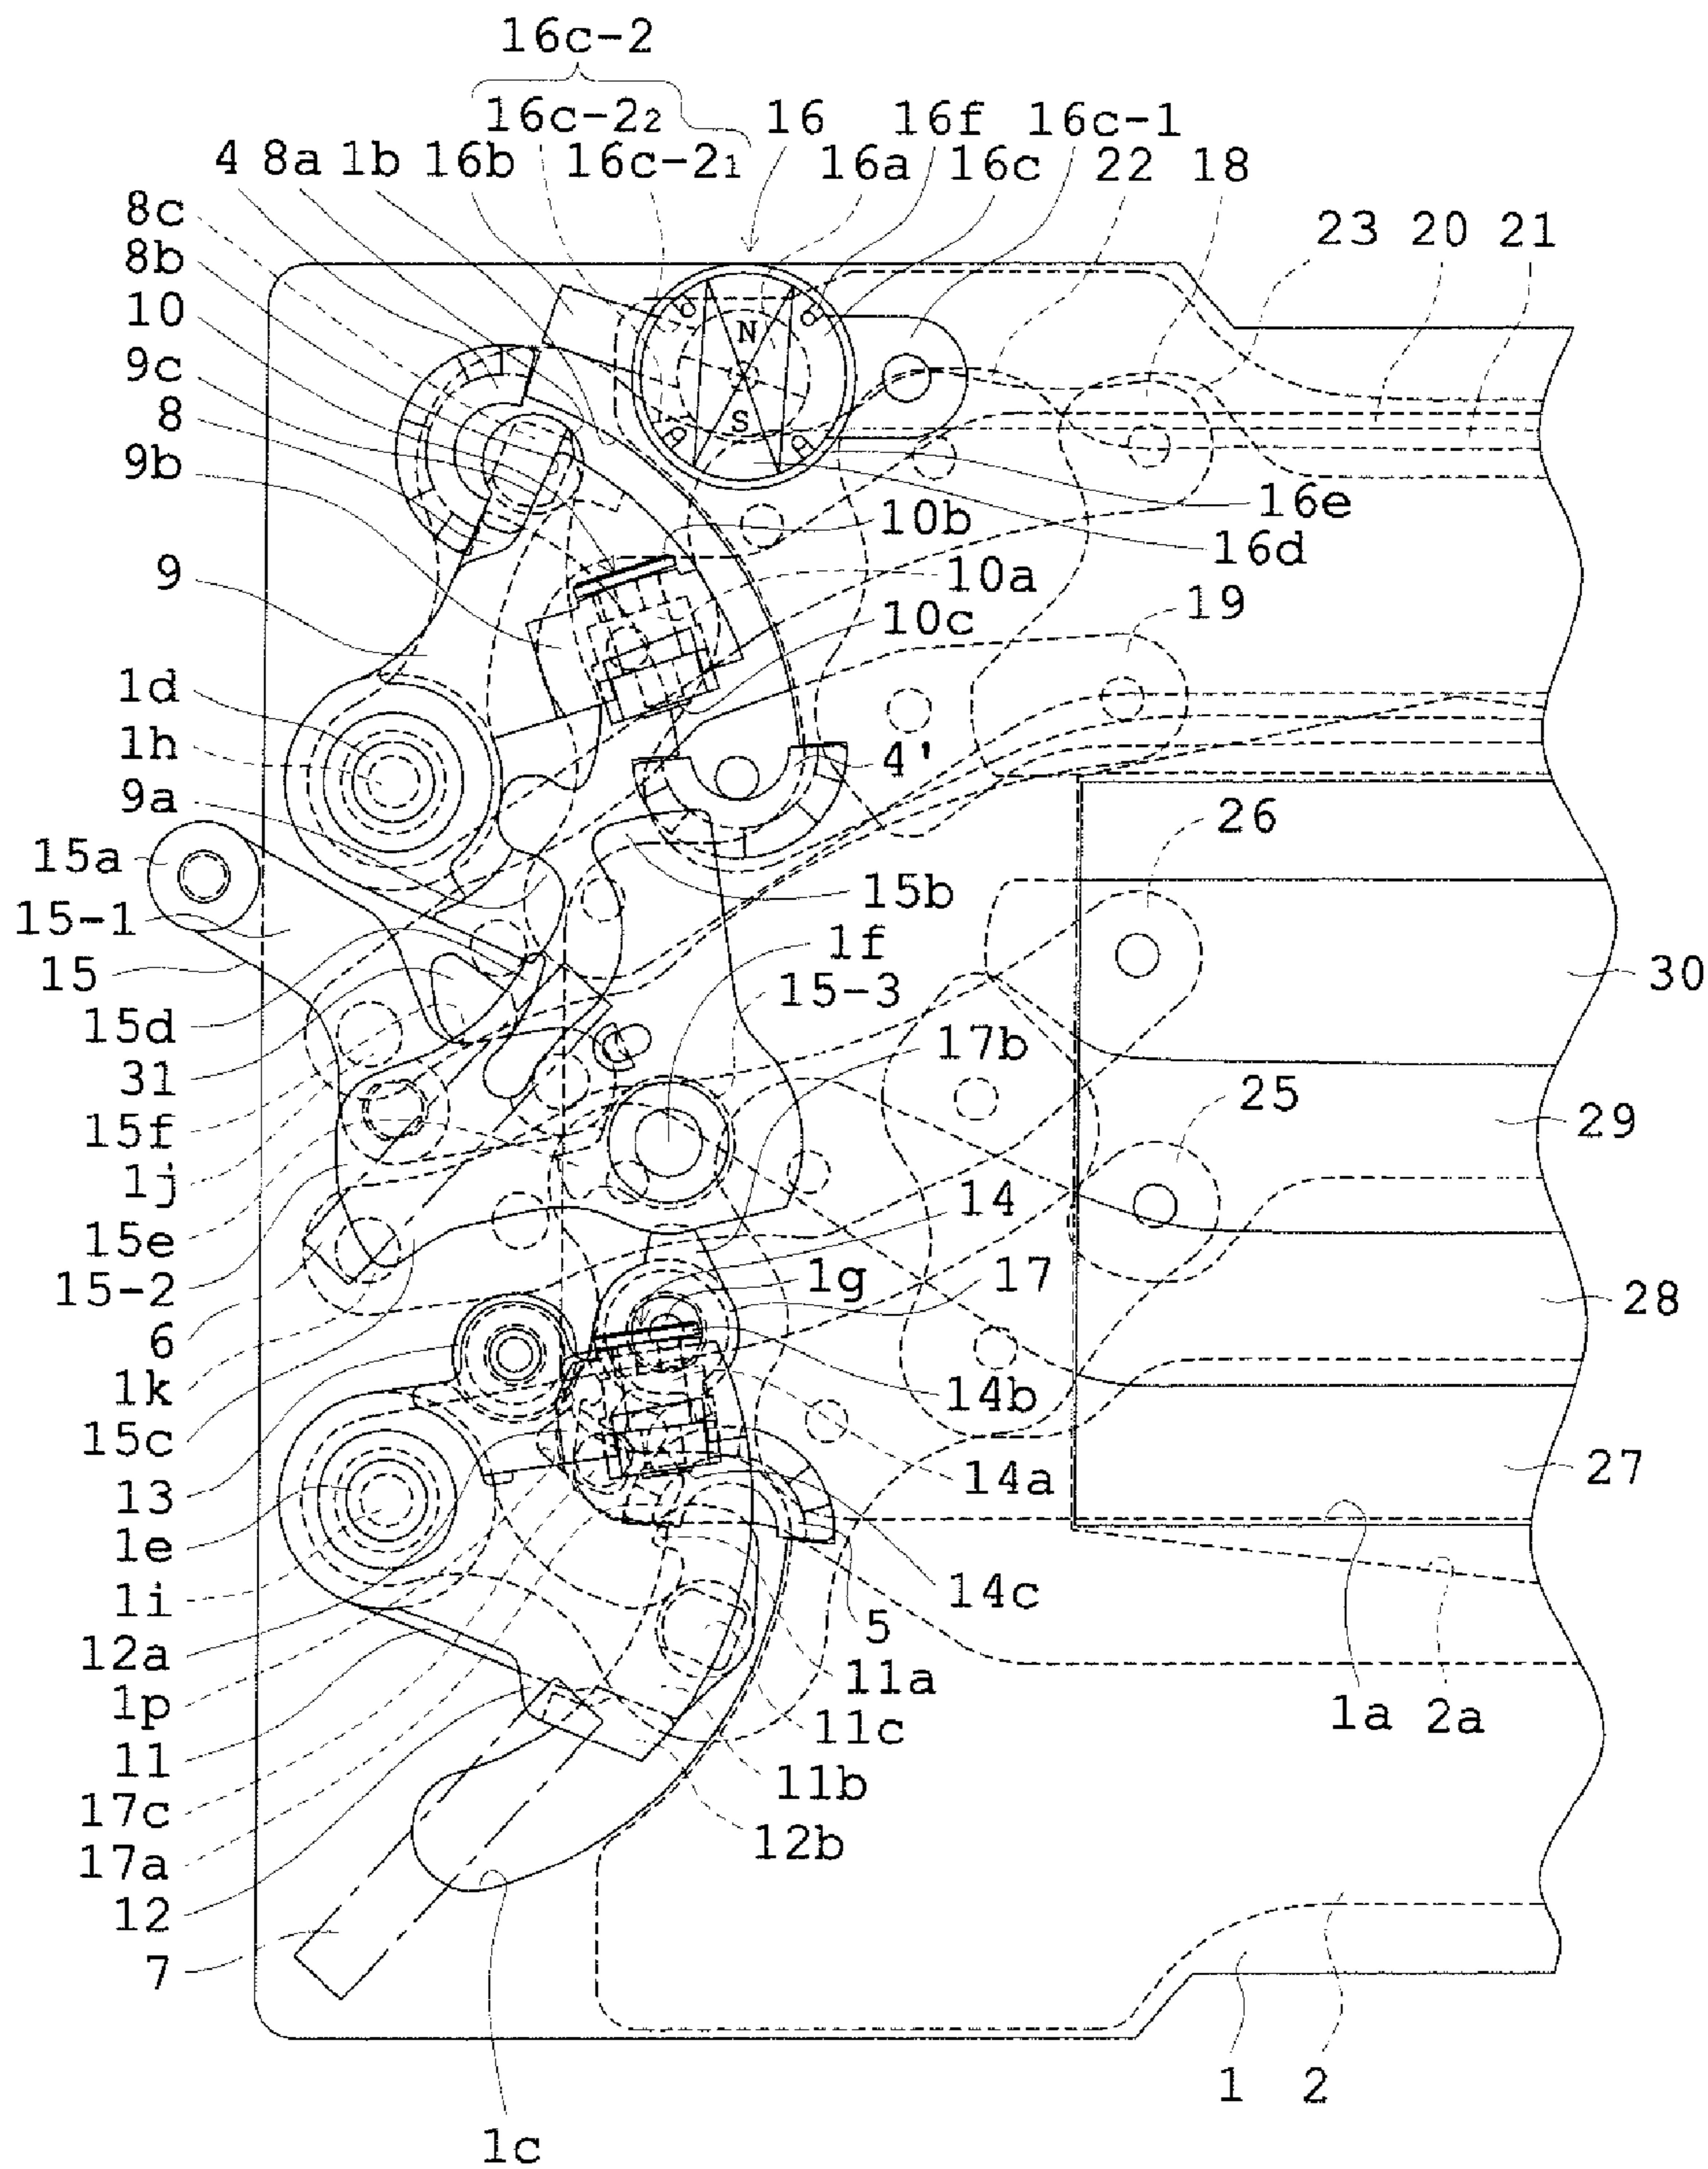 16c-2
16c-2₂ 16 16f 16c-1
4 8a 1b 16b 16c-2₁ 16a 16c 22 18
8c
8b
10
9c
8
9b
23 20 21
N
S
16e
10b
16d
9
10a
19
10c
1d
1h
9a
4'
26
15a
15b
15-1
1f
15
15-3
30
15d
17b
31
25
15f
29
1j
14
15e
1g
17
15-2
28
6
1k
14b
15c
27
13
14a
1e
1i
14c
5
12a
11a
1p
1a
2a
11c
11
11b
17c
12b
17a
12
7
1 2
1c